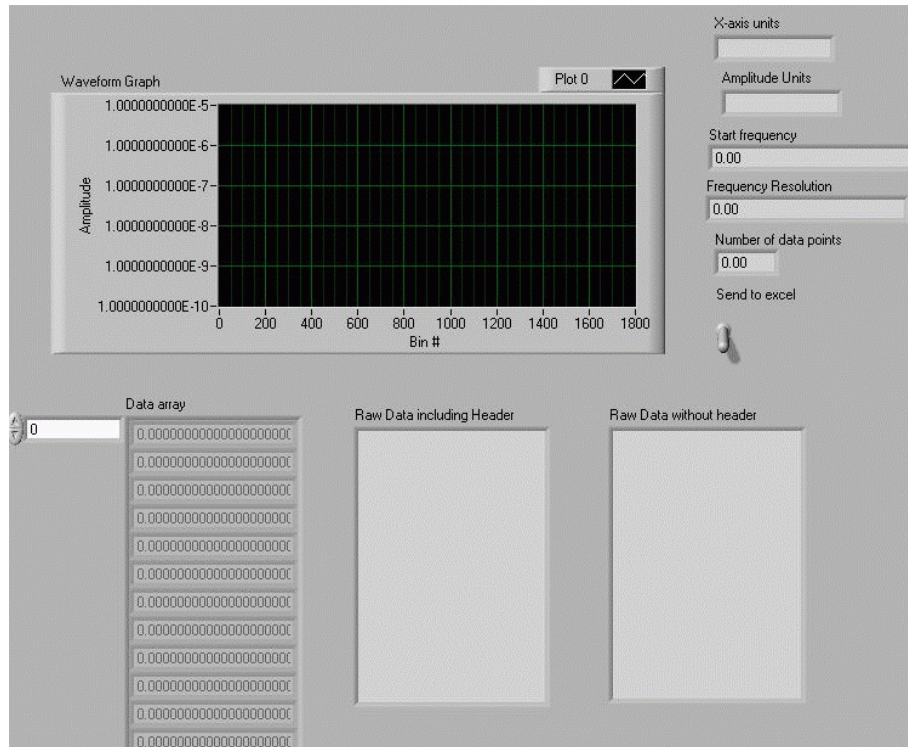 X-axis units
Waveform Graph
Plot 0
Amplitude Units
1.0000000000E-5
1.0000000000E-6
1.0000000000E-7
1.0000000000E-8
1.0000000000E-9
1.0000000000E-10
Amplitude
0 200 400 600 800 1000 1200 1400 1600 1800
Bin #
Start frequency
0.00
Frequency Resolution
0.00
Number of data points
0.00
Send to excel
Data array
0
Raw Data including Header
Raw Data without header